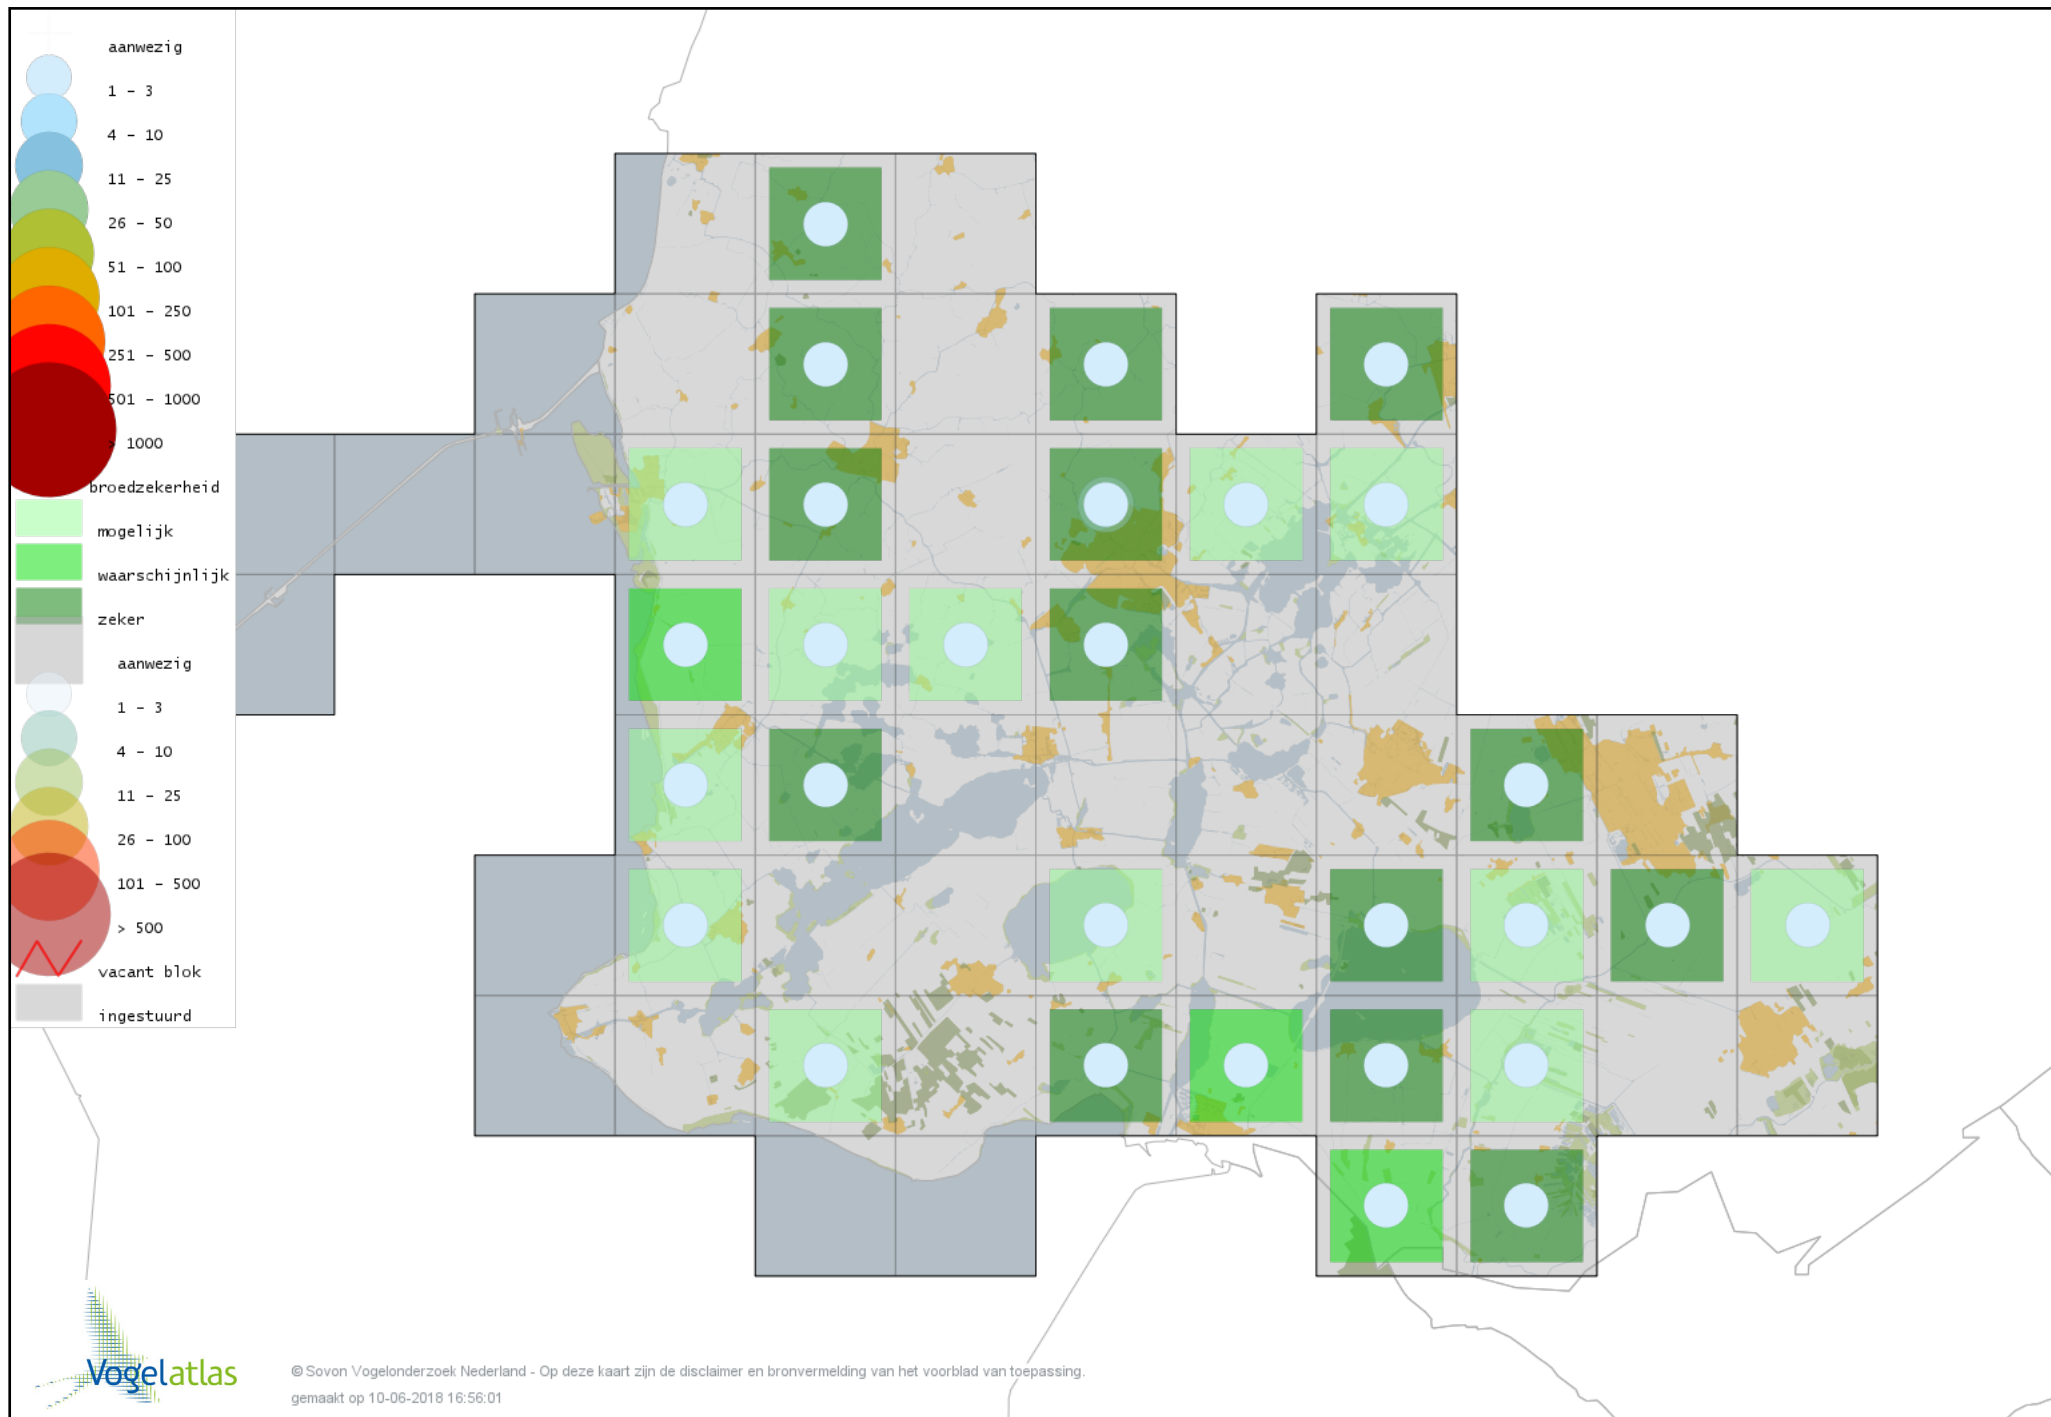 aanwezig
1 - 3
4 - 10
11 - 25
26 - 50
51 - 100
101 - 250
251 - 500
501 - 1000
> 1000
broedzekerheid
mogelijk
waarschijnlijk
zeker
aanwezig
1 - 3
4 - 10
11 - 25
26 - 100
101 - 500
> 500
vacant blok
ingestuurd
Vogelatlas
© Sovon Vogelonderzoek Nederland - Op deze kaart zijn de disclaimer en bronvermelding van het voorblad van toepassing.
gemaakt op 10-06-2018 16:56:01